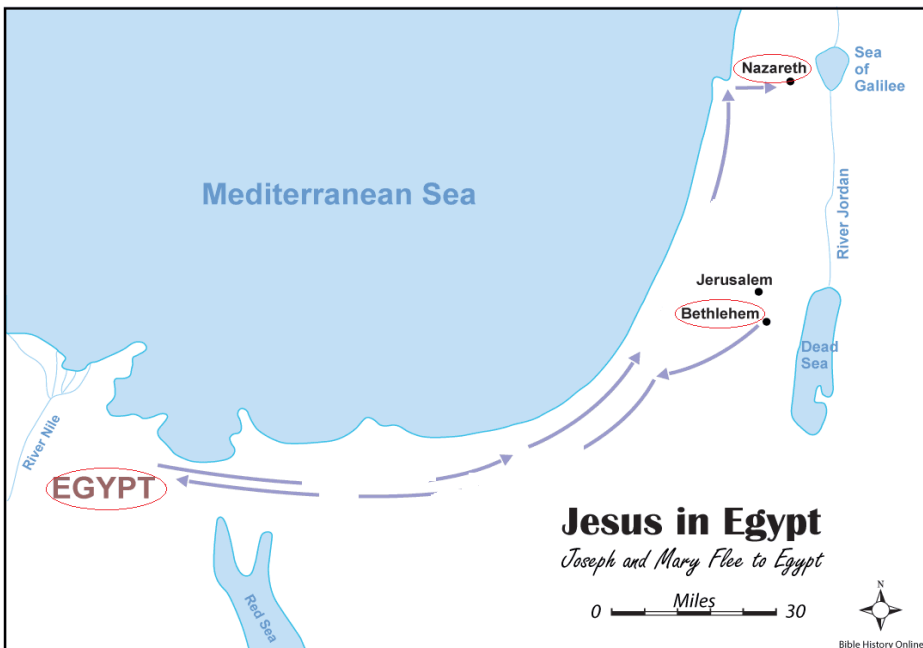 Nazareth
Sea
of
Galilee
Mediterranean Sea
River Jordan
Jerusalem
Bethlehem
Dead
Sea
River Nile
EGYPT
Jesus in Egypt
Joseph and Mary Flee to Egypt
Miles
0 30
Red Sea
N
Bible History Online